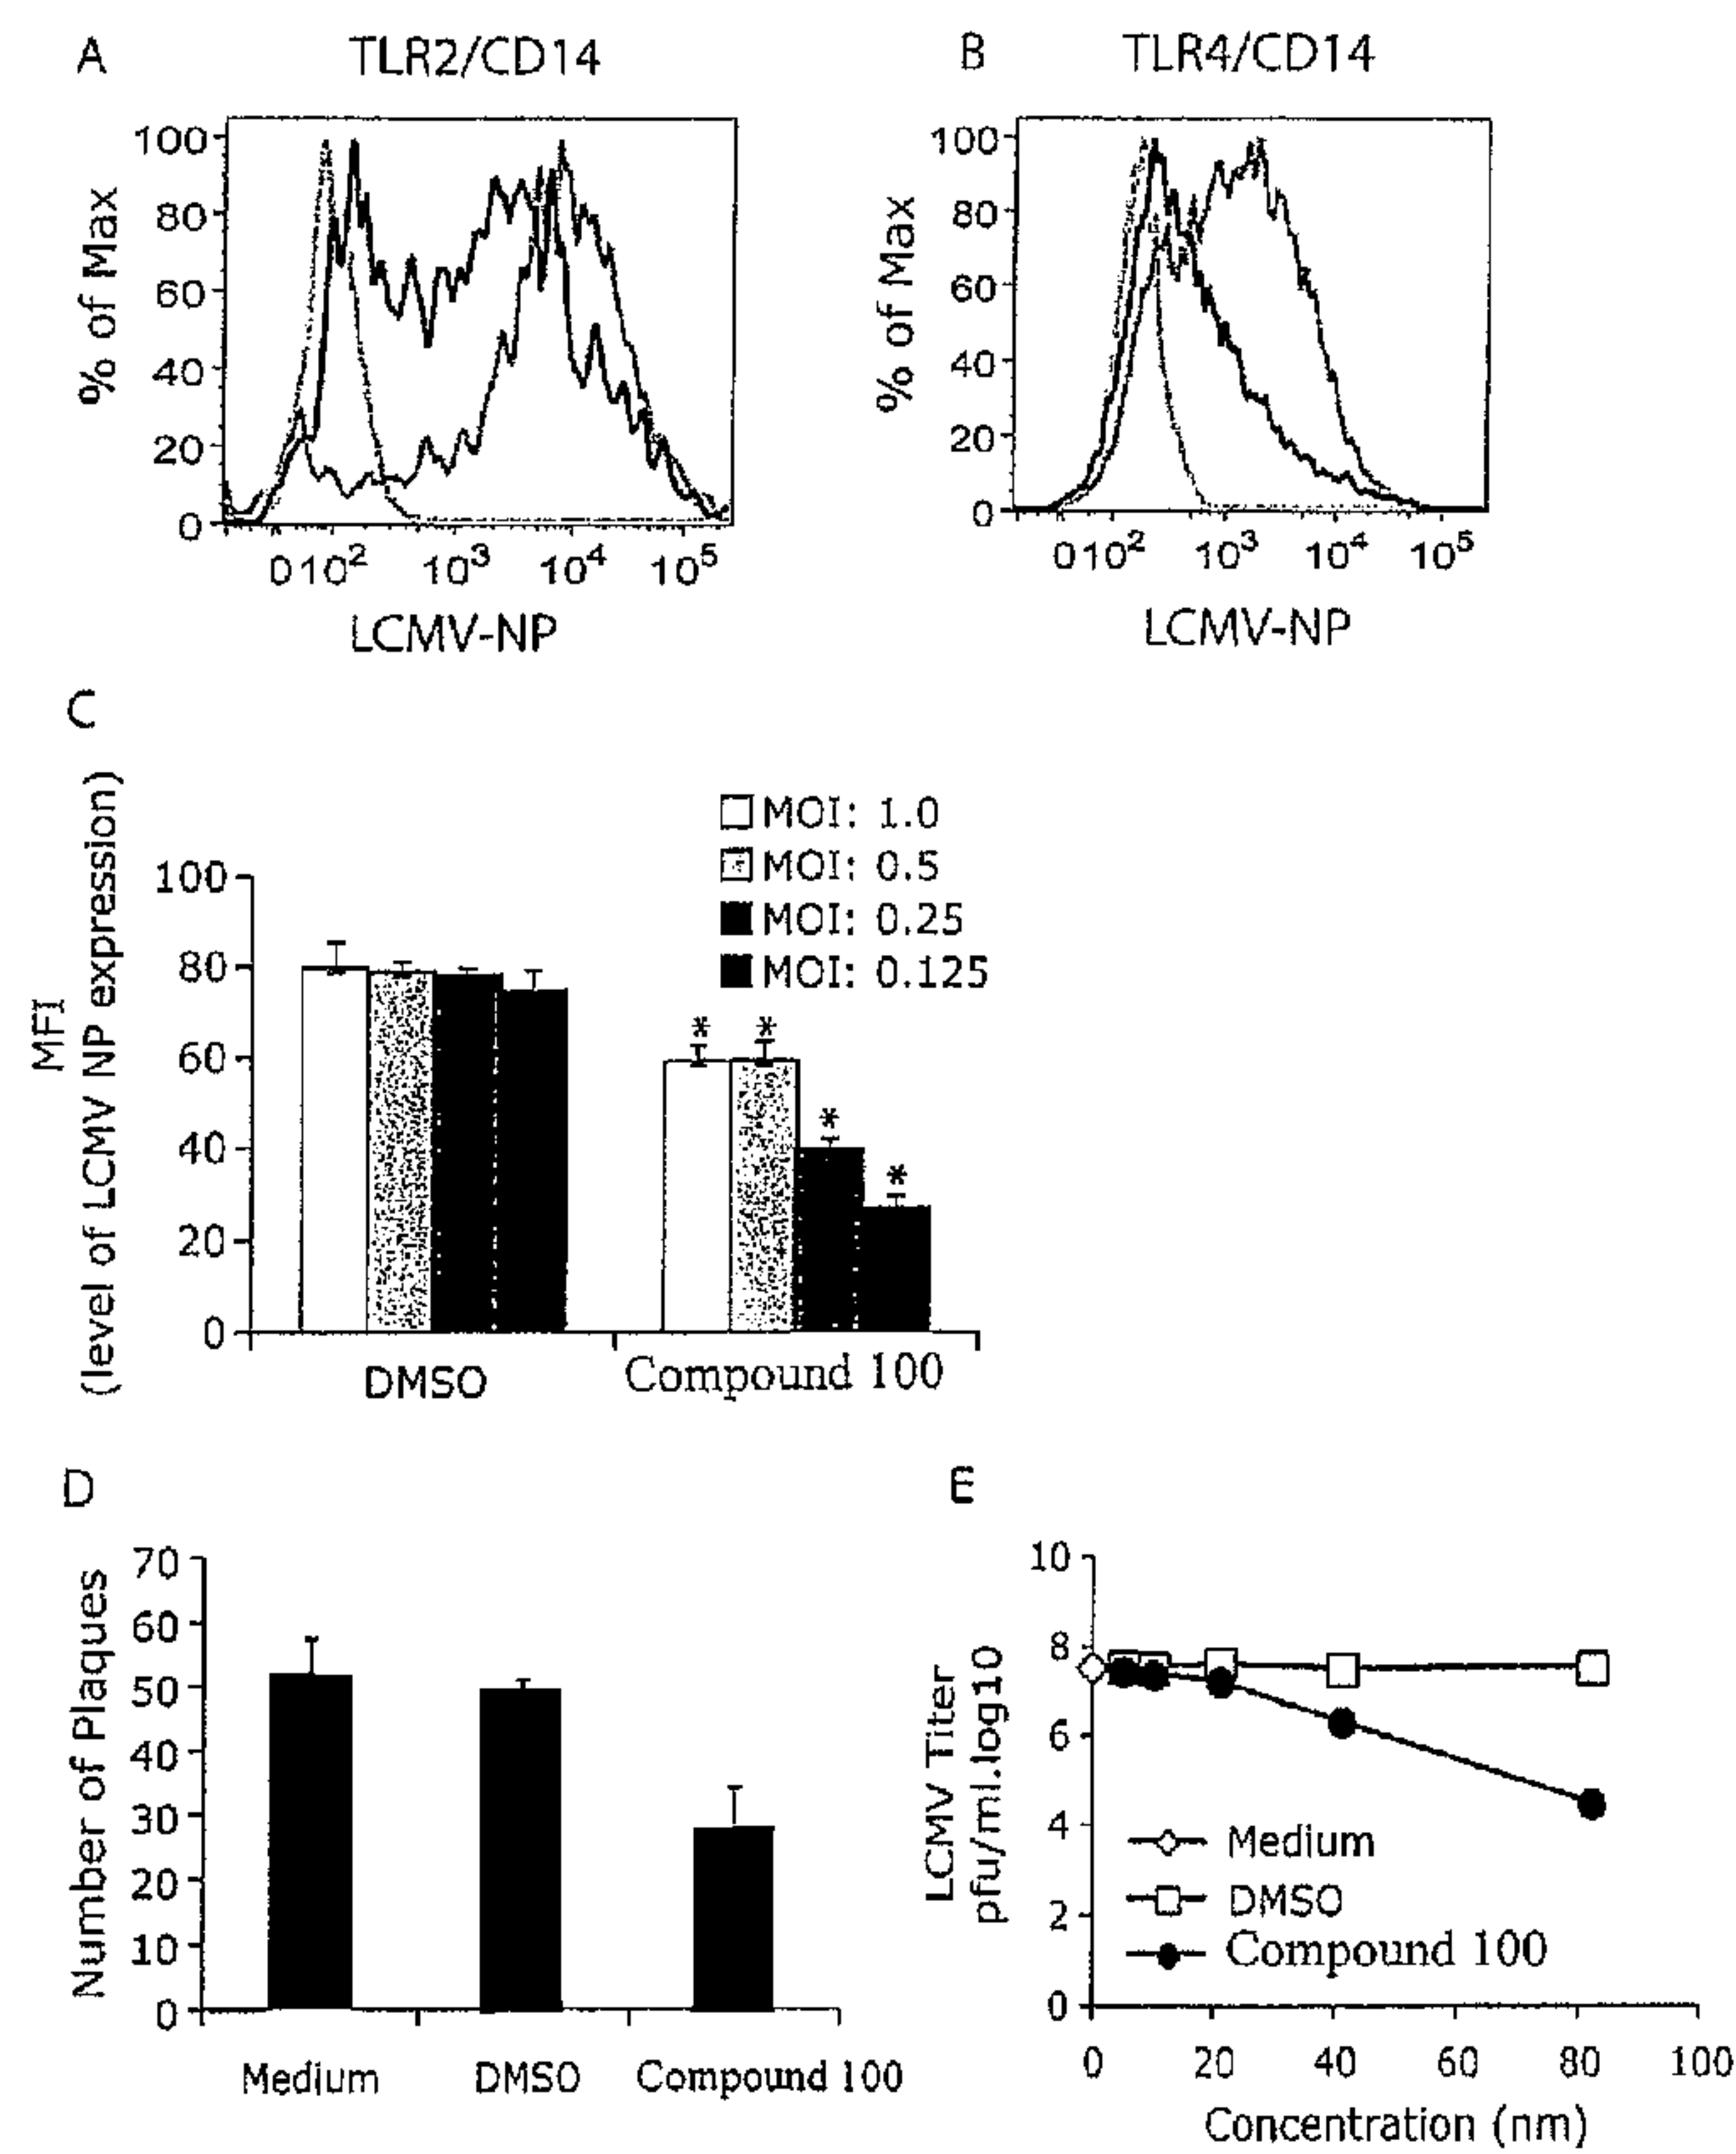 A
TLR2/CD14
100
80
60
40
20
0
% of Max
0 10² 10³ 10⁴ 10⁵
LCMV-NP
B
TLR4/CD14
100
80
60
40
20
0
% of Max
0 10² 10³ 10⁴ 10⁵
LCMV-NP
C
MFI
(level of LCMV NP expression)
100
80
60
40
20
0
MOI: 1.0
MOI: 0.5
MOI: 0.25
MOI: 0.125
* * * *
DMSO
Compound 100
D
Number of Plaques
70
60
50
40
30
20
10
0
Medium DMSO Compound 100
E
LCMV Titer
pfu/ml.log10
10
8
6
4
2
0
Medium
DMSO
Compound 100
0 20 40 60 80 100
Concentration (nm)